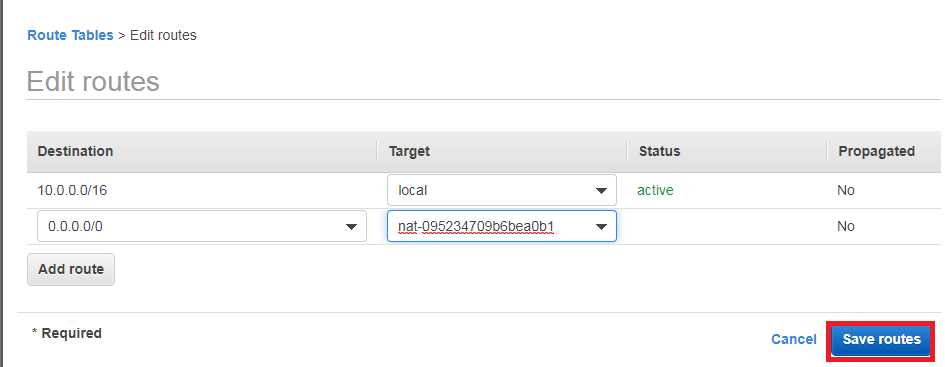 Route Tables > Edit routes
Edit routes
Destination Target Status Propagated
10.0.0.0/16 local active No
0.0.0.0/0 nat-095234709b6bea0b1 No
Add route
* Required
Cancel Save routes